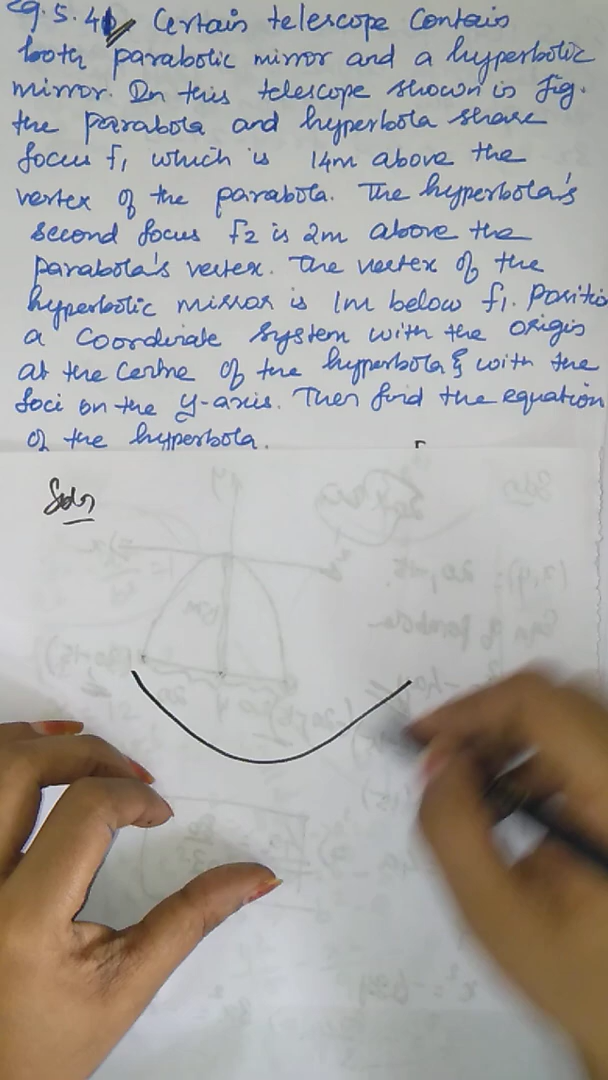 9.5.4b, Certain telescope contain
both parabolic mirror and a hyperbolic
mirror. In this telescope shown is fig.
the parabola and hyperbola share
focus f1 which is 14m above the
vertex of the parabola. The hyperbola's
second focus f2 is 2m above the
parabola's vertex. The vertex of the
hyperbolic mirror is 1m below f1. Positio
a Coordinate system with the origin
at the Centre of the hyperbola & with the
foci on the y-axis. Then find the equation
of the hyperbola.
Soln